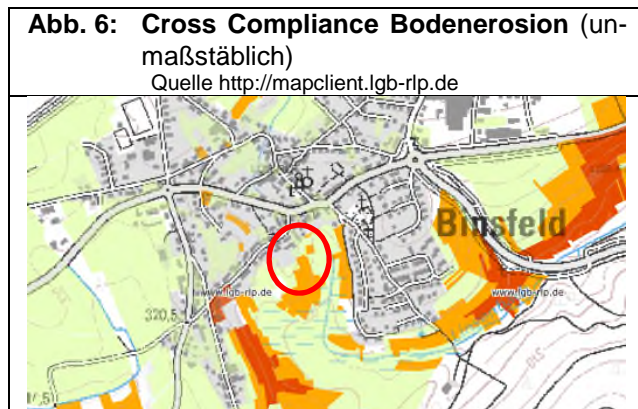 Abb. 6: Cross Compliance Bodenerosion (un-
maßstäblich)
Quelle http://mapclient.lgb-rlp.de
Binsfeld
www.lgb-rlp.de
www.lgb-rlp.de
320,5